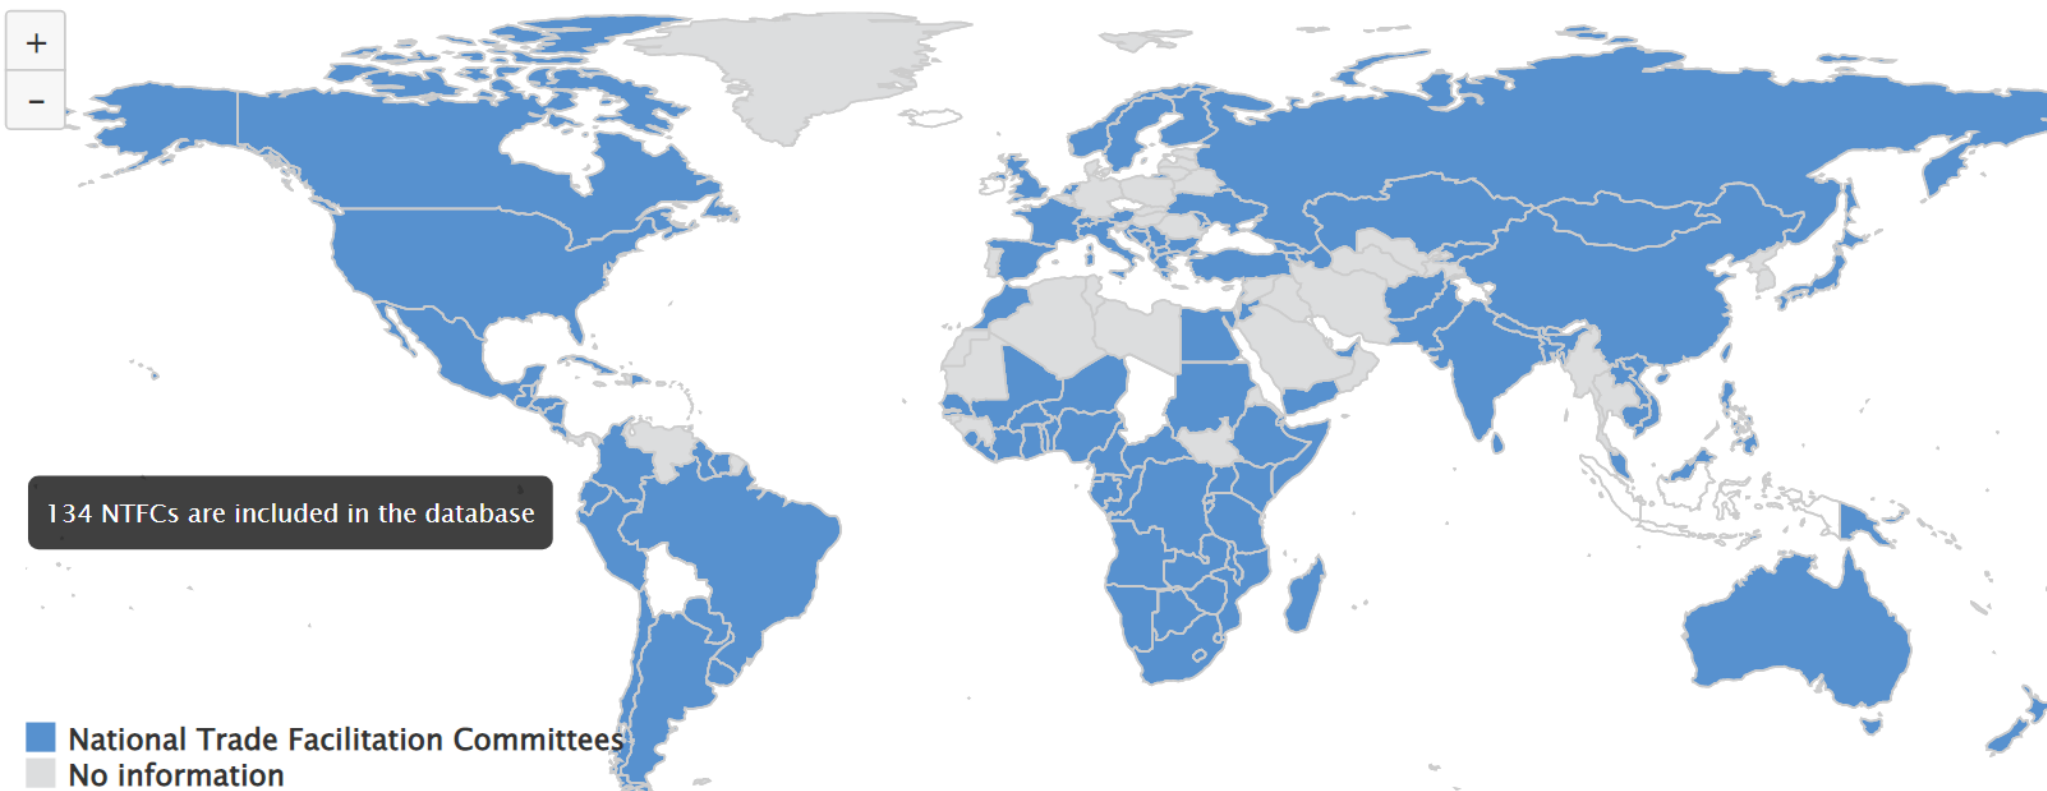 +
−
134 NTFCs are included in the database
National Trade Facilitation Committees
No information